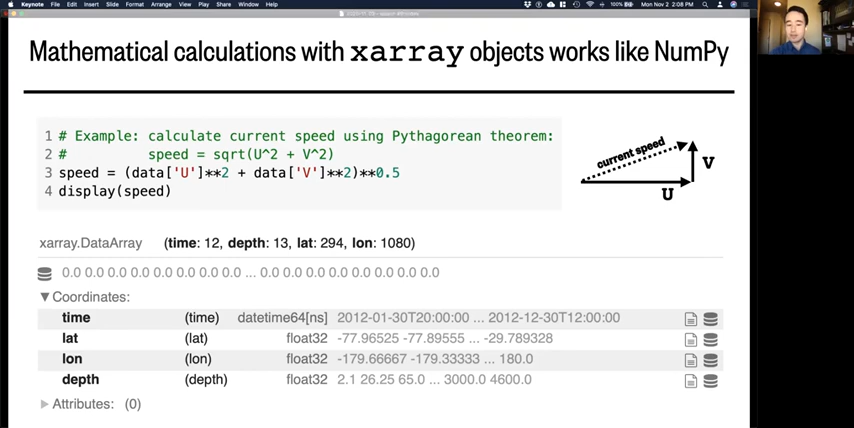 Keynote File Edit Insert Slide Format Arrange View Play Share Window Help 100% Mon Nov 2 2:08 PM
Mathematical calculations with xarray objects works like NumPy
1 # Example: calculate current speed using Pythagorean theorem:
2 #          speed = sqrt(U^2 + V^2)
3 speed = (data['U']**2 + data['V']**2)**0.5
4 display(speed)
current speed
V
U
xarray.DataArray (time: 12, depth: 13, lat: 294, lon: 1080)
0.0 0.0 0.0 0.0 0.0 0.0 0.0 0.0 ... 0.0 0.0 0.0 0.0 0.0 0.0 0.0 0.0
▼ Coordinates:
time (time) datetime64[ns] 2012-01-30T20:00:00 ... 2012-12-30T12:00:00
lat (lat) float32 -77.96525 -77.89555 ... -29.789328
lon (lon) float32 -179.66667 -179.33333 ... 180.0
depth (depth) float32 2.1 26.25 65.0 ... 3000.0 4600.0
► Attributes: (0)